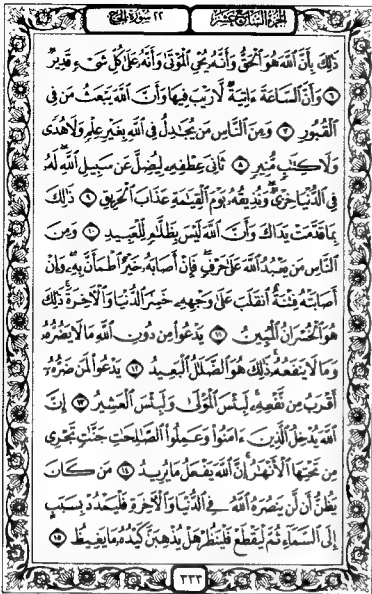 الجزء السابع عشر
٢٢ سورة الحج
ذَٰلِكَ بِأَنَّ ٱللَّهَ هُوَ ٱلْحَقُّ وَأَنَّهُۥ يُحْىِ ٱلْمَوْتَىٰ وَأَنَّهُۥ عَلَىٰ كُلِّ شَىْءٍ قَدِيرٌ
٦ وَأَنَّ ٱلسَّاعَةَ ءَاتِيَةٌ لَّا رَيْبَ فِيهَا وَأَنَّ ٱللَّهَ يَبْعَثُ مَن فِى
ٱلْقُبُورِ ٧ وَمِنَ ٱلنَّاسِ مَن يُجَٰدِلُ فِى ٱللَّهِ بِغَيْرِ عِلْمٍ وَلَا هُدًى
وَلَا كِتَٰبٍ مُّنِيرٍ ٨ ثَانِىَ عِطْفِهِۦ لِيُضِلَّ عَن سَبِيلِ ٱللَّهِ لَهُۥ
فِى ٱلدُّنْيَا خِزْىٌ وَنُذِيقُهُۥ يَوْمَ ٱلْقِيَٰمَةِ عَذَابَ ٱلْحَرِيقِ ٩ ذَٰلِكَ
بِمَا قَدَّمَتْ يَدَاكَ وَأَنَّ ٱللَّهَ لَيْسَ بِظَلَّٰمٍ لِّلْعَبِيدِ ١٠ وَمِنَ
ٱلنَّاسِ مَن يَعْبُدُ ٱللَّهَ عَلَىٰ حَرْفٍ فَإِنْ أَصَابَهُۥ خَيْرٌ ٱطْمَأَنَّ بِهِۦ وَإِنْ
أَصَابَتْهُ فِتْنَةٌ ٱنقَلَبَ عَلَىٰ وَجْهِهِۦ خَسِرَ ٱلدُّنْيَا وَٱلْءَاخِرَةَ ذَٰلِكَ
هُوَ ٱلْخُسْرَانُ ٱلْمُبِينُ ١١ يَدْعُوا۟ مِن دُونِ ٱللَّهِ مَا لَا يَضُرُّهُۥ
وَمَا لَا يَنفَعُهُۥ ذَٰلِكَ هُوَ ٱلضَّلَٰلُ ٱلْبَعِيدُ ١٢ يَدْعُوا۟ لَمَن ضَرُّهُۥٓ
أَقْرَبُ مِن نَّفْعِهِۦ لَبِئْسَ ٱلْمَوْلَىٰ وَلَبِئْسَ ٱلْعَشِيرُ ١٣ إِنَّ
ٱللَّهَ يُدْخِلُ ٱلَّذِينَ ءَامَنُوا۟ وَعَمِلُوا۟ ٱلصَّٰلِحَٰتِ جَنَّٰتٍ تَجْرِى
مِن تَحْتِهَا ٱلْأَنْهَٰرُ إِنَّ ٱللَّهَ يَفْعَلُ مَا يُرِيدُ ١٤ مَن كَانَ
يَظُنُّ أَن لَّن يَنصُرَهُ ٱللَّهُ فِى ٱلدُّنْيَا وَٱلْءَاخِرَةِ فَلْيَمْدُدْ بِسَبَبٍ
إِلَى ٱلسَّمَآءِ ثُمَّ لْيَقْطَعْ فَلْيَنظُرْ هَلْ يُذْهِبَنَّ كَيْدُهُۥ مَا يَغِيظُ ١٥
٣٣٣